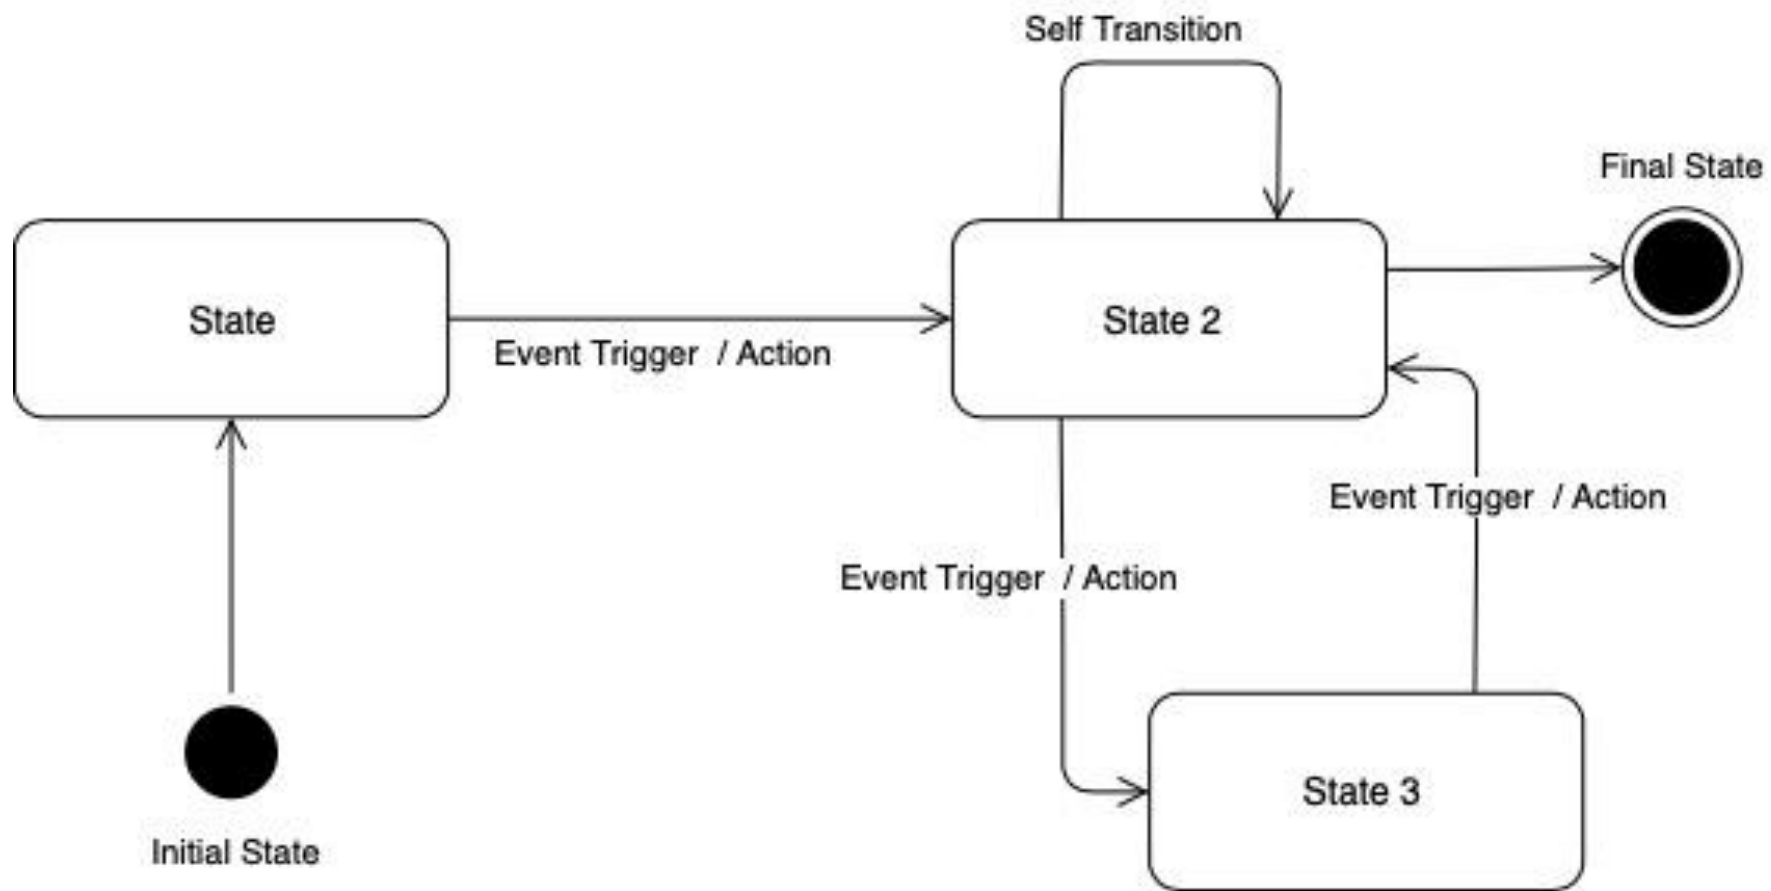 Self Transition
Final State
State
State 2
Event Trigger / Action
Event Trigger / Action
Event Trigger / Action
State 3
Initial State